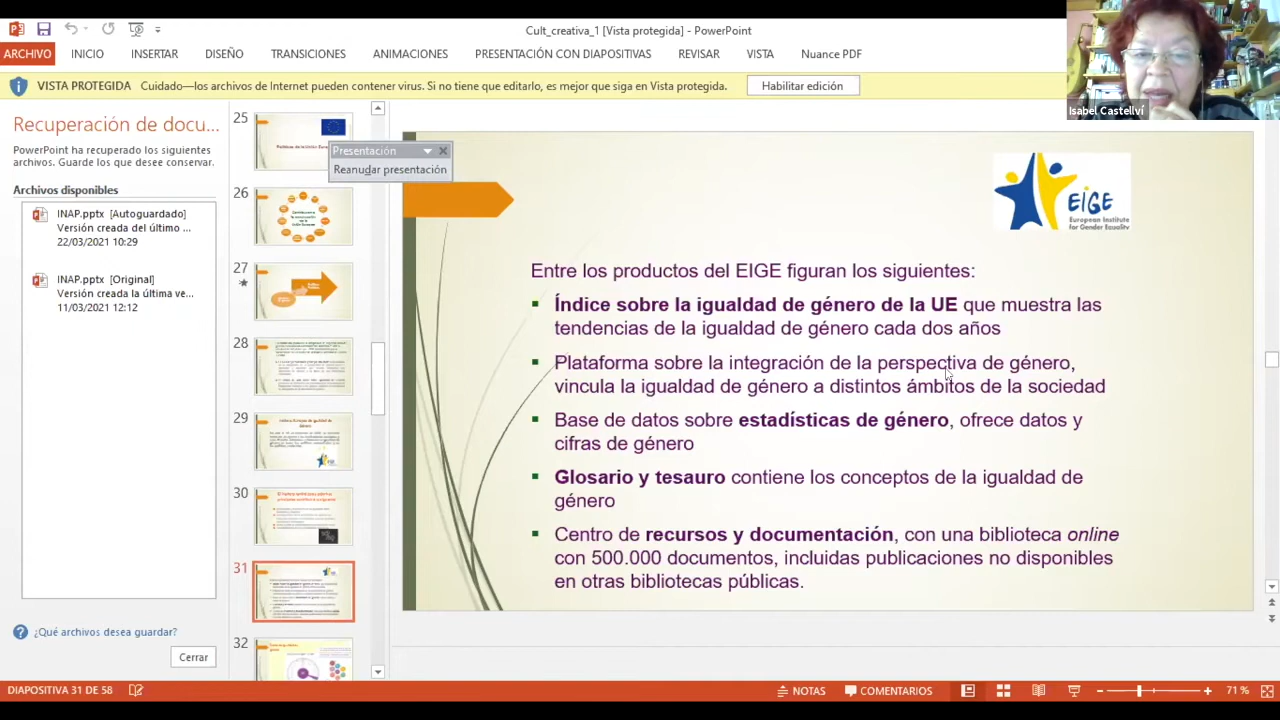 Cult_creativa_1 [Vista protegida] - PowerPoint
ARCHIVO INICIO INSERTAR DISEÑO TRANSICIONES ANIMACIONES PRESENTACIÓN CON DIAPOSITIVAS REVISAR VISTA Nuance PDF
VISTA PROTEGIDA Cuidado—los archivos de Internet pueden contener virus. Si no tiene que editarlo, es mejor que siga en Vista protegida. Habilitar edición
Isabel Castellví
Recuperación de docu...
PowerPoint ha recuperado los siguientes
archivos. Guarde los que desee conservar.
Archivos disponibles
INAP.pptx [Autoguardado]
Versión creada del último ...
22/03/2021 10:29
INAP.pptx [Original]
Versión creada la última ve...
11/03/2021 12:12
¿Qué archivos desea guardar?
Cerrar
25
26
27
28
29
30
31
32
Presentación
Reanudar presentación
EIGE
European Institute
for Gender Equality
Entre los productos del EIGE figuran los siguientes:
Índice sobre la igualdad de género de la UE que muestra las
tendencias de la igualdad de género cada dos años
Plataforma sobre la integración de la perspectiva de género,
vincula la igualdad de género a distintos ámbitos de la sociedad
Base de datos sobre estadísticas de género, ofrece datos y
cifras de género
Glosario y tesauro contiene los conceptos de la igualdad de
género
Centro de recursos y documentación, con una biblioteca online
con 500.000 documentos, incluidas publicaciones no disponibles
en otras bibliotecas públicas.
DIAPOSITIVA 31 DE 58 NOTAS COMENTARIOS 71 %